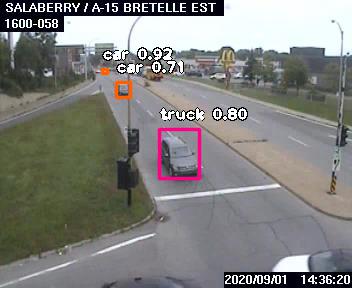 SALABERRY / A-15 BRETELLE EST
1600-058
car 0.92
car 0.71
truck 0.80
2020/09/01 14:36:20